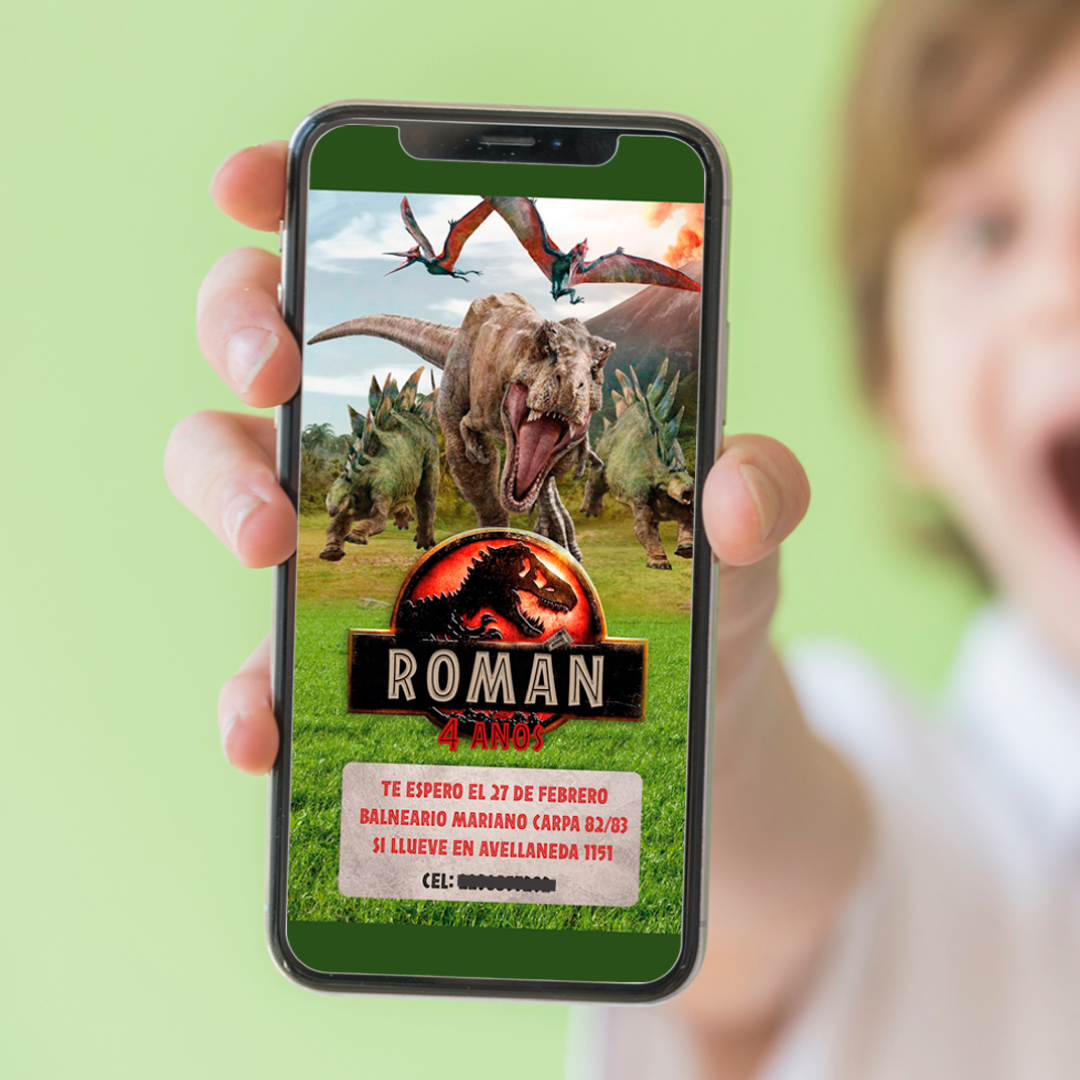 ROMÁN
4 AÑOS
TE ESPERO EL 27 DE FEBRERO
BALNEARIO MARIANO CARPA 82/83
SI LLUEVE EN AVELLANEDA 1151
CEL: